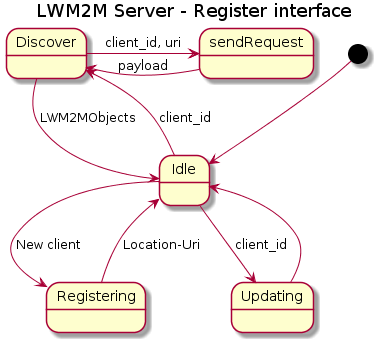 LWM2M Server - Register interface
Discover
client_id, uri
sendRequest
payload
LWM2MObjects
client_id
Idle
New client
Location-Uri
client_id
Registering
Updating